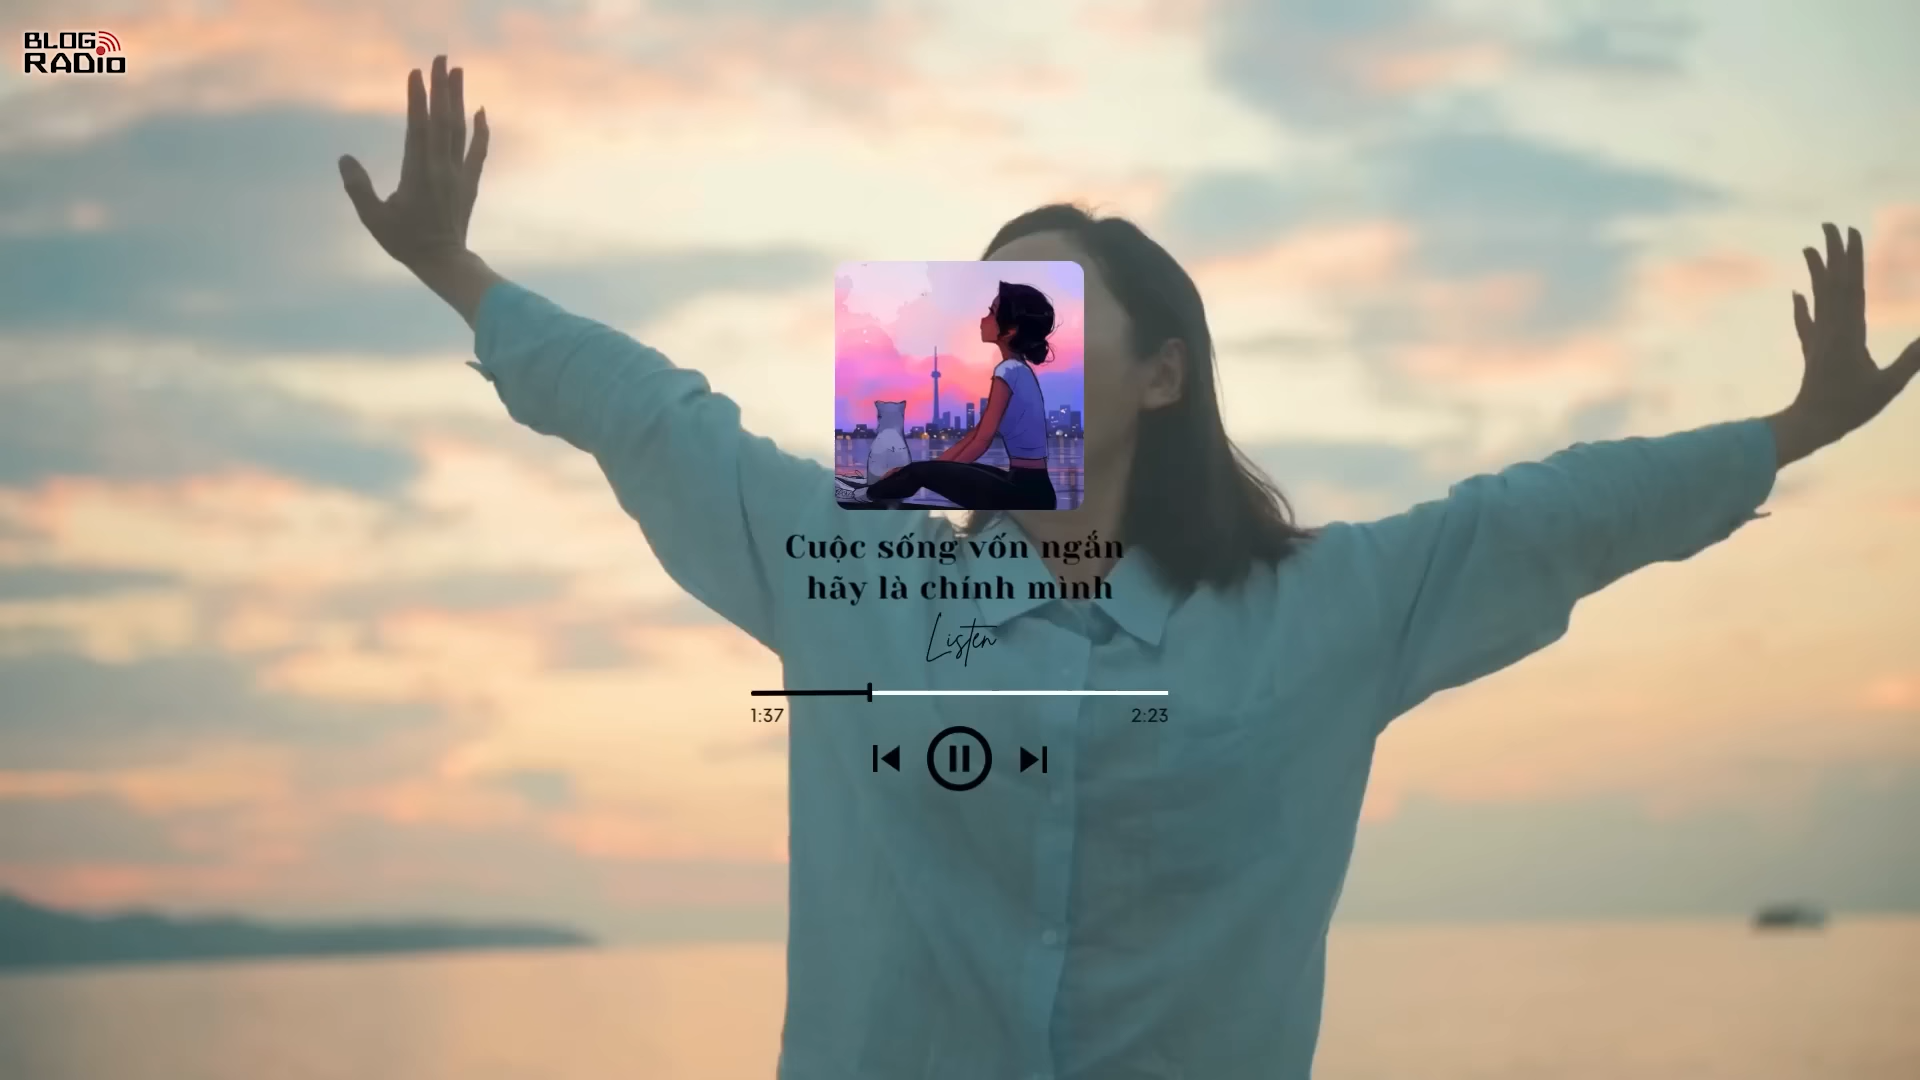 BLOG
RADio
Cuộc sống vốn ngắn
hãy là chính mình
Listen
1:37
2:23